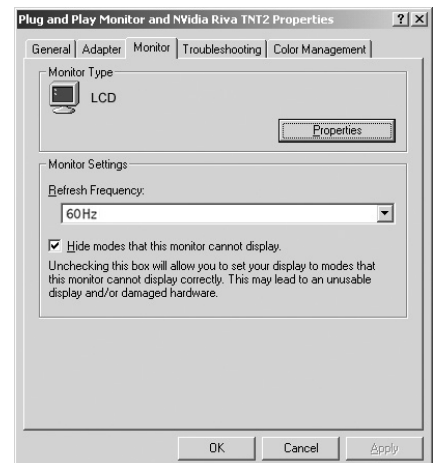 Plug and Play Monitor and NVidia Riva TNT2 Properties
General Adapter Monitor Troubleshooting Color Management
Monitor Type
LCD
Properties
Monitor Settings
Refresh Frequency:
60Hz
Hide modes that this monitor cannot display.
Unchecking this box will allow you to set your display to modes that
this monitor cannot display correctly. This may lead to an unusable
display and/or damaged hardware.
OK Cancel Apply